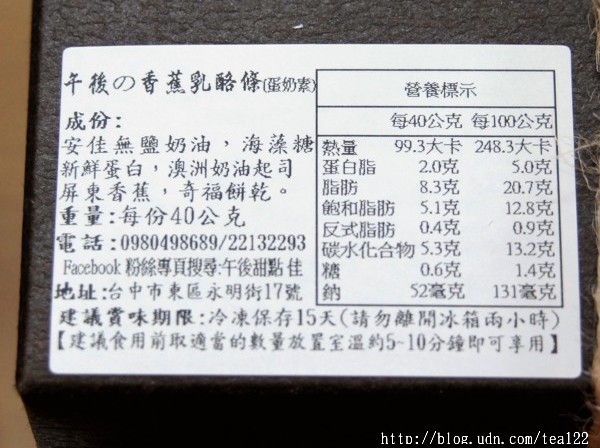 午後の香蕉乳酪條(蛋奶素)
成份:
安佳無鹽奶油，海藻糖
新鮮蛋白，澳洲奶油起司
屏東香蕉，奇福餅乾。
重量:每份40公克
電話:0980498689/22132293
Facebook 粉絲專頁搜尋:午後甜點 佳
地址:台中市東區永明街17號
營養標示
每40公克 每100公克
熱量 99.3大卡 248.3大卡
蛋白脂 2.0克 5.0克
脂肪 8.3克 20.7克
飽和脂肪 5.1克 12.8克
反式脂肪 0.4克 0.9克
碳水化合物 5.3克 13.2克
糖 0.6克 1.4克
納 52毫克 131毫克
建議賞味期限:冷凍保存15天(請勿離開冰箱兩小時)
【建議食用前取適當的數量放置室溫約5~10分鐘即可享用】
http://blog.udn.com/tea122